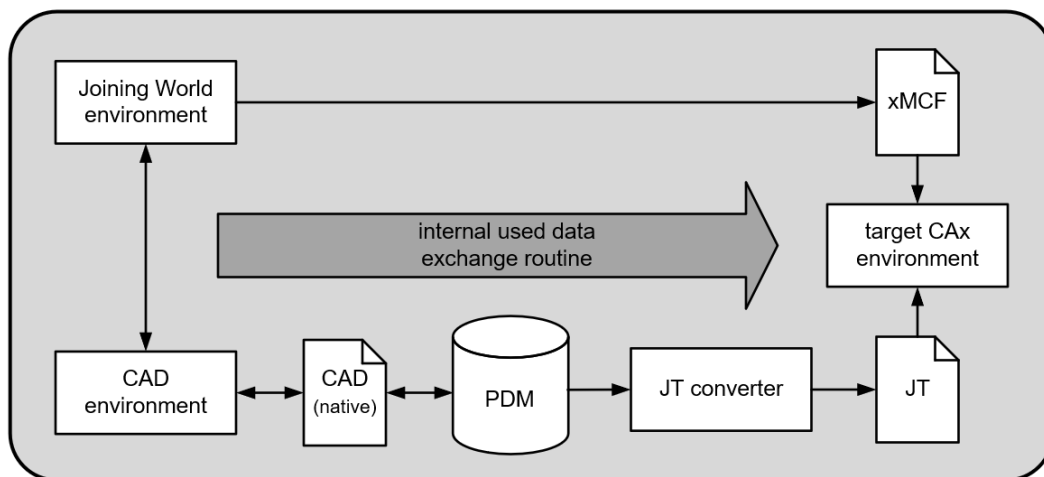 Joining World
environment
xMCF
internal used data
exchange routine
target CAx
environment
CAD
environment
CAD
(native)
PDM
JT converter
JT